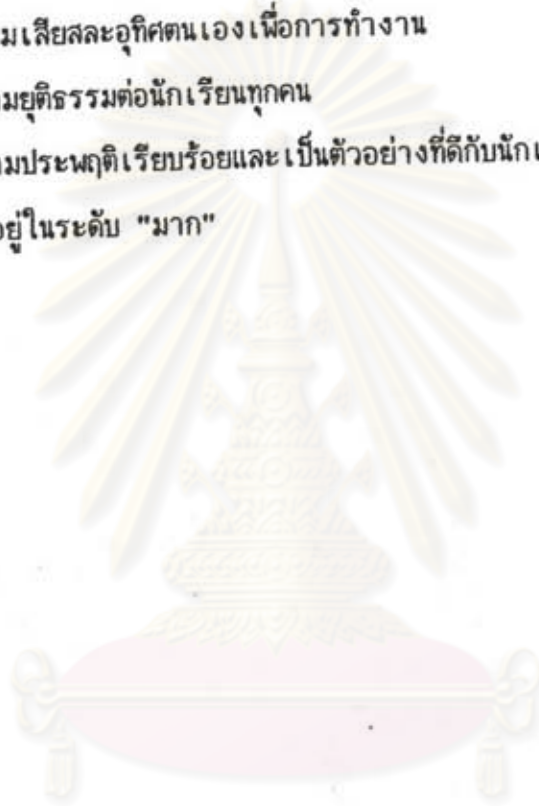 มเสียสละอุทิศตนเองเพื่อการทำงาน
มยุติธรรมต่อนักเรียนทุกคน
ามประพฤติเรียบร้อยและเป็นตัวอย่างที่ดีกับนักเ
อยู่ในระดับ "มาก"